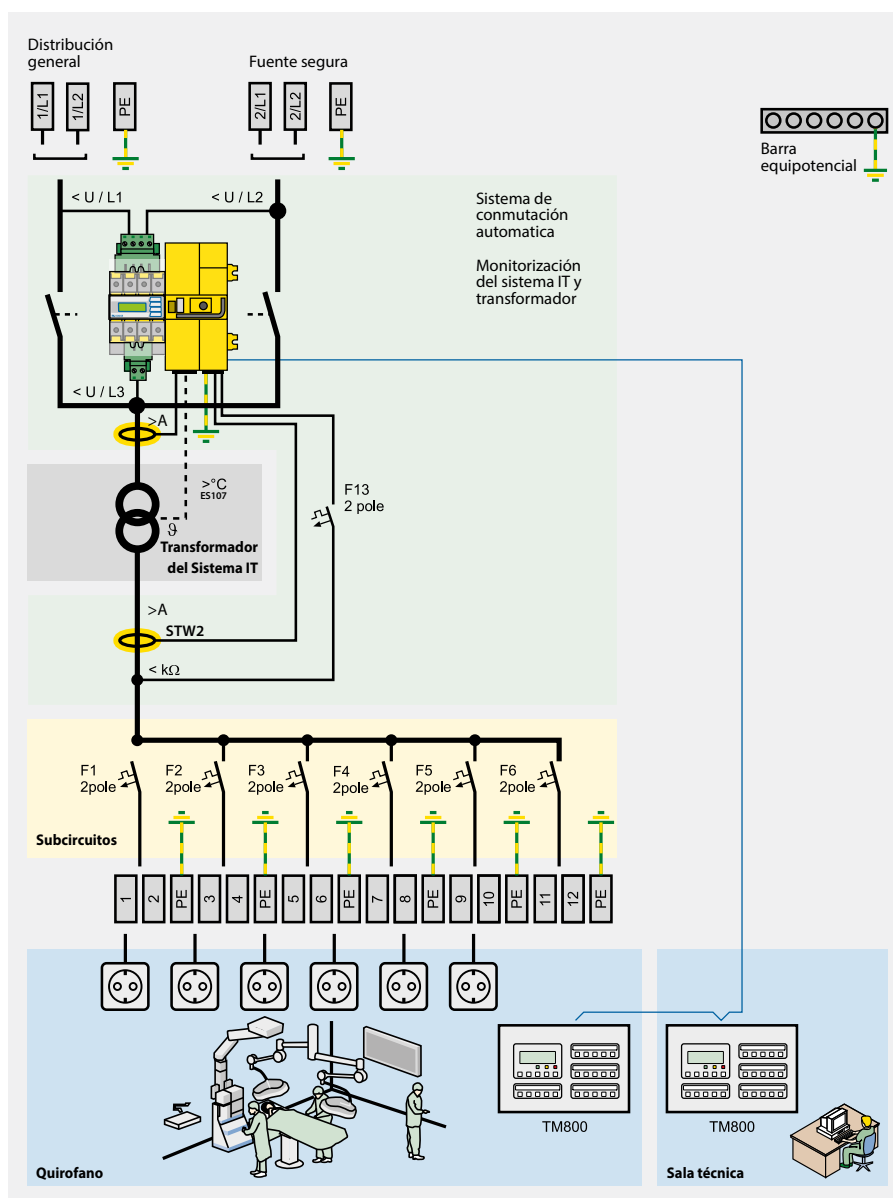 Distribución
general
Fuente segura
1/L1
1/L2
PE
2/L1
2/L2
PE
Barra
equipotencial
< U / L1
< U / L2
Sistema de
conmutación
automatica
Monitorización
del sistema IT y
transformador
< U / L3
>A
>°C
ES107
F13
2 pole
ϑ
Transformador
del Sistema IT
>A
STW2
< kΩ
F1
2pole
F2
2pole
F3
2pole
F4
2pole
F5
2pole
F6
2pole
Subcircuitos
1
2
PE
3
4
PE
5
6
PE
7
8
PE
9
10
PE
11
12
PE
TM800
TM800
Quirofano
Sala técnica